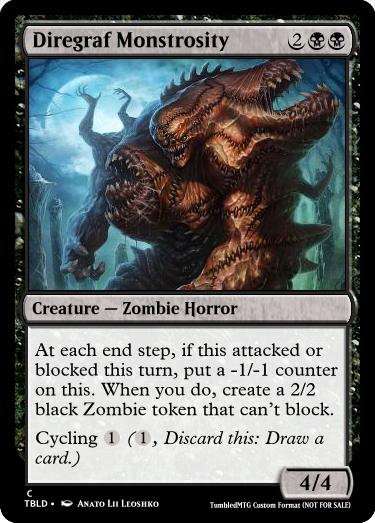 Diregraf Monstrosity 2
Creature — Zombie Horror
At each end step, if this attacked or
blocked this turn, put a -1/-1 counter
on this. When you do, create a 2/2
black Zombie token that can't block.
Cycling 1 (1, Discard this: Draw a
card.)
4/4
C
TBLD • Anato Lii Leoshko
TumbledMTG Custom Format (NOT FOR SALE)